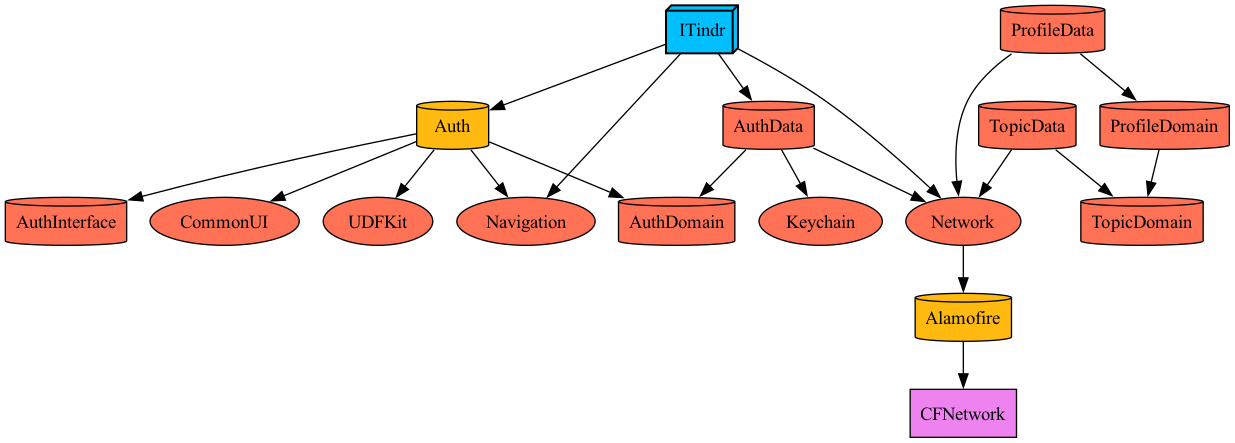 ITindr
ProfileData
Auth
AuthData
TopicData
ProfileDomain
AuthInterface
CommonUI
UDFKit
Navigation
AuthDomain
Keychain
Network
TopicDomain
Alamofire
CFNetwork